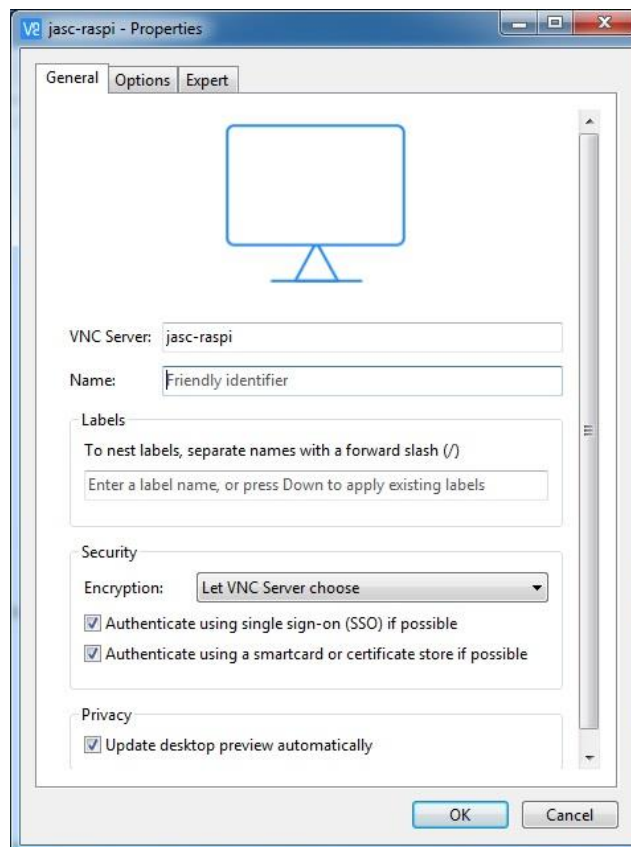 V2 jasc-raspi - Properties
General Options Expert
VNC Server: jasc-raspi
Name: Friendly identifier
Labels
To nest labels, separate names with a forward slash (/)
Enter a label name, or press Down to apply existing labels
Security
Encryption: Let VNC Server choose
Authenticate using single sign-on (SSO) if possible
Authenticate using a smartcard or certificate store if possible
Privacy
Update desktop preview automatically
OK Cancel